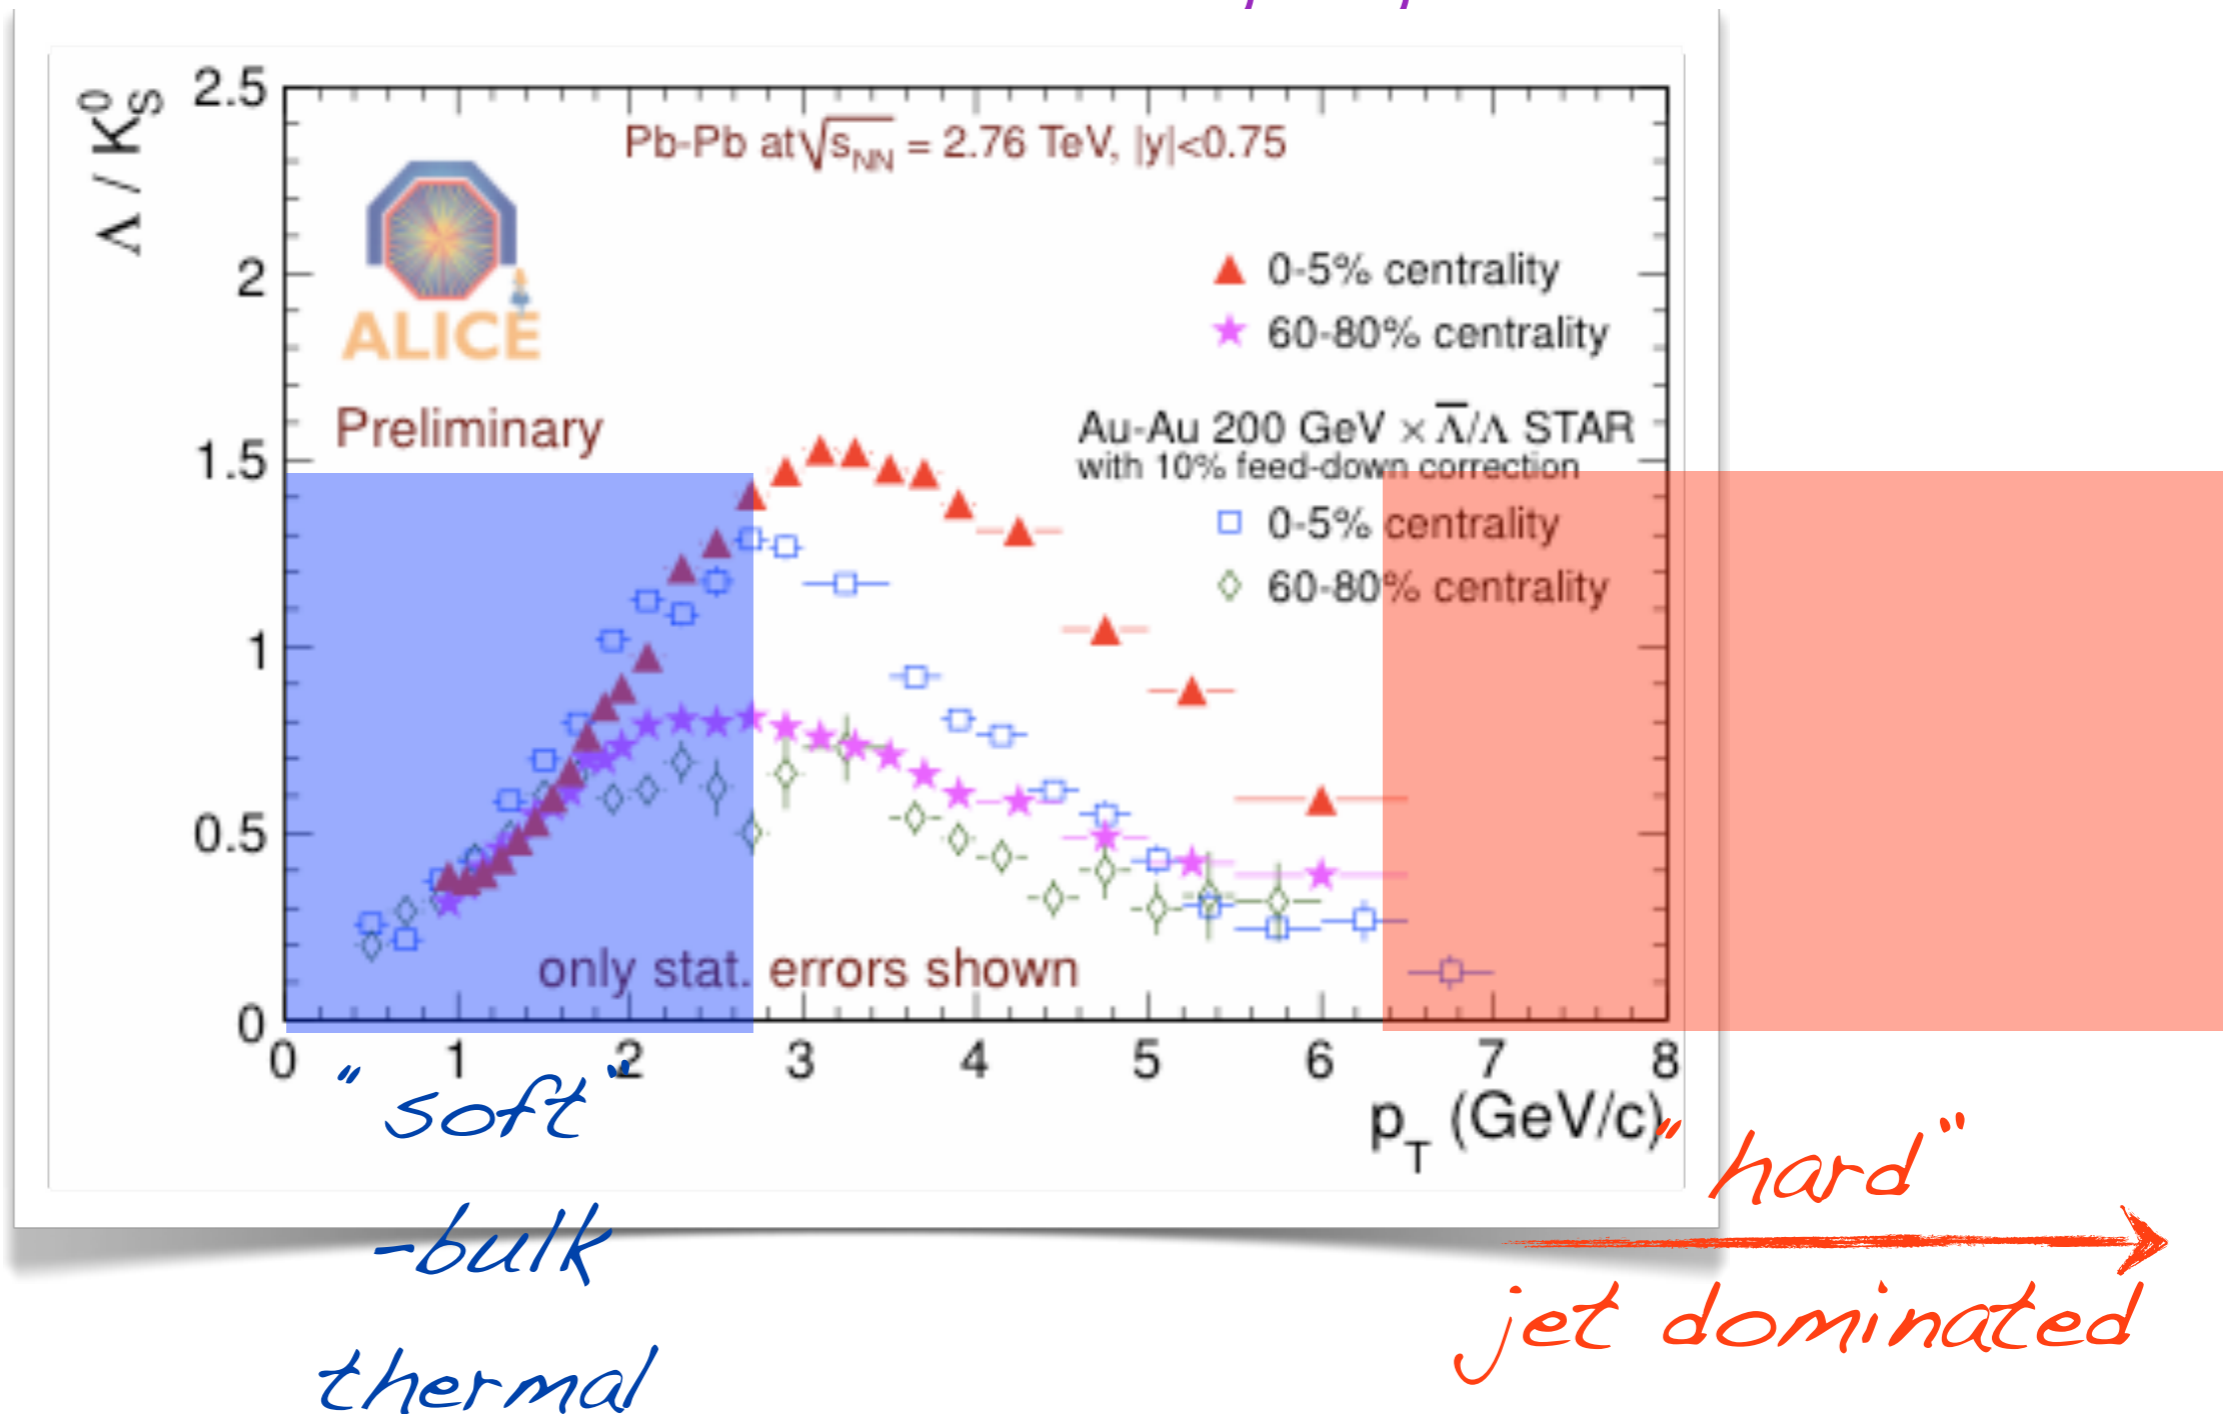 Λ / K⁰_S
2.5
2
1.5
1
0.5
0
Pb-Pb at √s_NN = 2.76 TeV, |y|<0.75
ALICE
Preliminary
0-5% centrality
60-80% centrality
Au-Au 200 GeV × Λ̅/Λ STAR
with 10% feed-down correction
0-5% centrality
60-80% centrality
only stat. errors shown
0 1 2 3 4 5 6 7 8
p_T (GeV/c)
"soft"
-bulk
thermal
"hard"
jet dominated